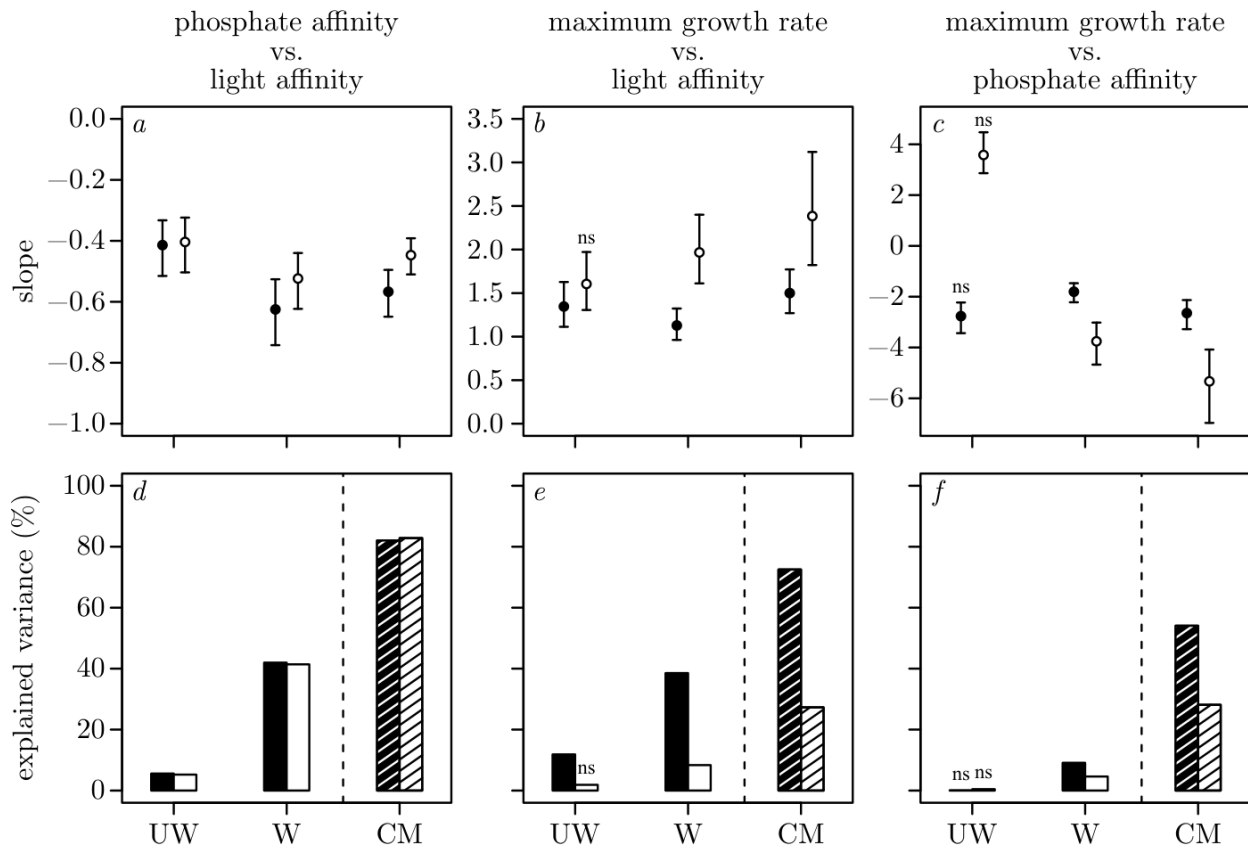 phosphate affinity
vs.
light affinity
maximum growth rate
vs.
light affinity
maximum growth rate
vs.
phosphate affinity
slope
0.0
−0.2
−0.4
−0.6
−0.8
−1.0
a
3.5
3.0
2.5
2.0
1.5
1.0
0.5
0.0
b
ns
4
2
0
−2
−4
−6
c
ns
ns
explained variance (%)
100
80
60
40
20
0
d
UW W CM
e
ns
UW W CM
f
ns ns
UW W CM